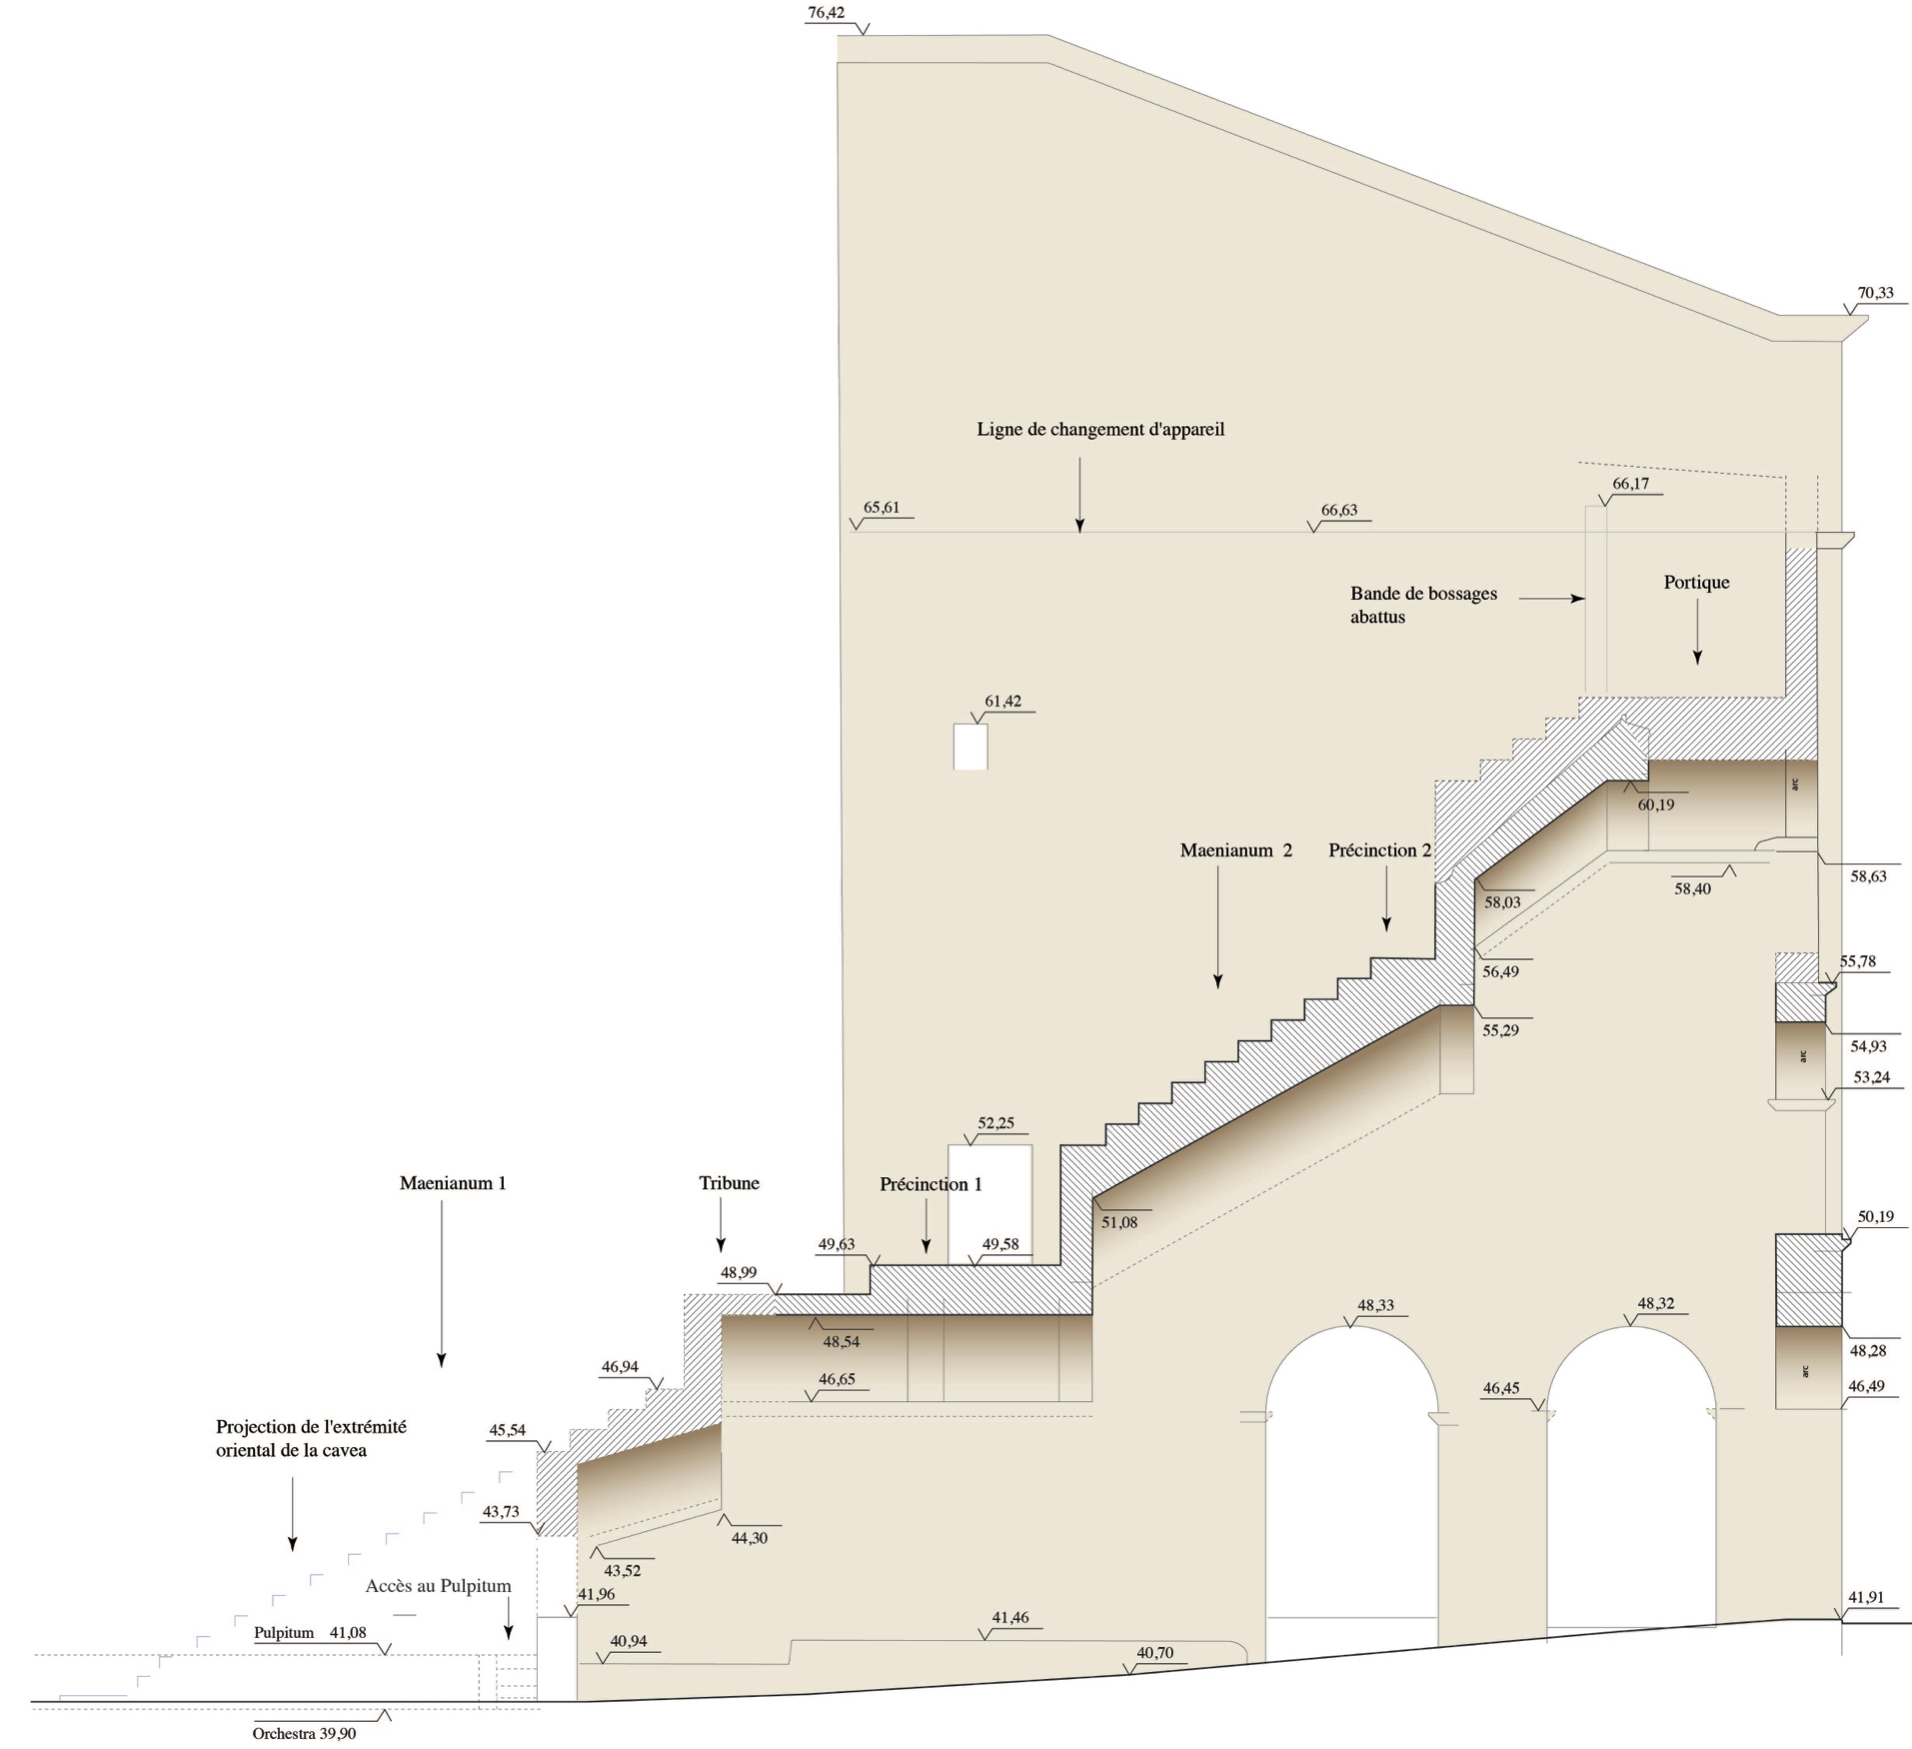 76,42
70,33
Ligne de changement d'appareil
66,17
65,61
66,63
Portique
Bande de bossages
abattus
61,42
arc
60,19
Maenianum 2
Précinction 2
58,63
58,40
58,03
55,78
56,49
55,29
54,93
arc
53,24
52,25
Maenianum 1
Tribune
Précinction 1
51,08
50,19
49,63
49,58
48,99
48,33
48,32
48,54
48,28
46,94
arc
46,65
46,45
46,49
Projection de l'extrémité
oriental de la cavea
45,54
43,73
44,30
43,52
Accès au Pulpitum
41,96
41,91
41,46
Pulpitum 41,08
40,94
40,70
Orchestra 39,90